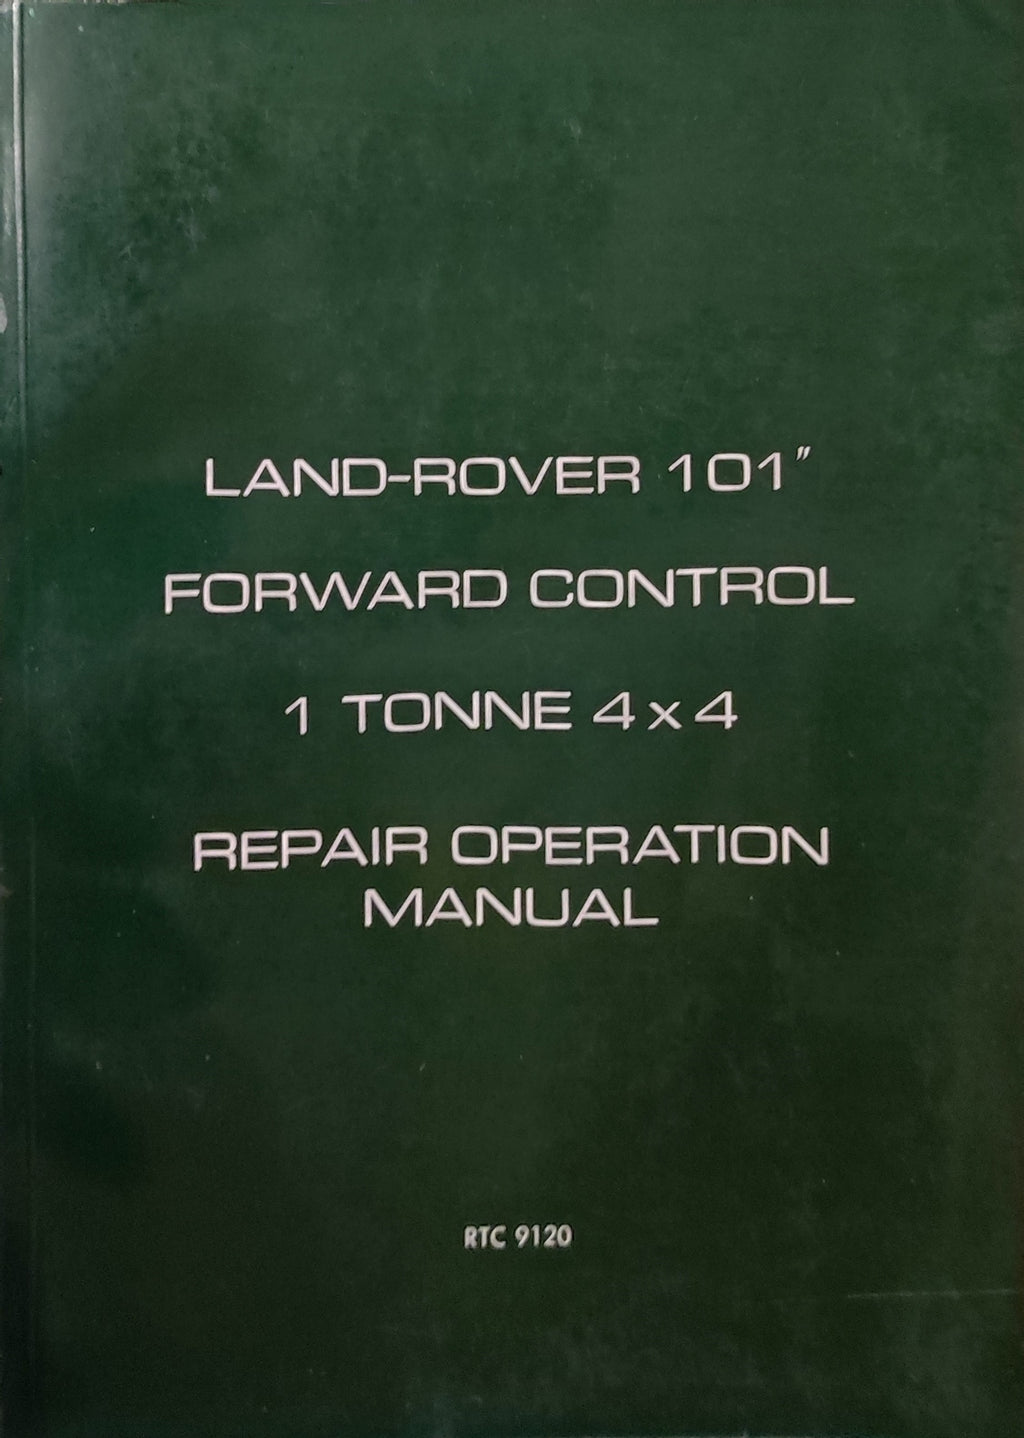 LAND-ROVER 101"
FORWARD CONTROL
1 TONNE 4x4
REPAIR OPERATION
MANUAL
RTC 9120